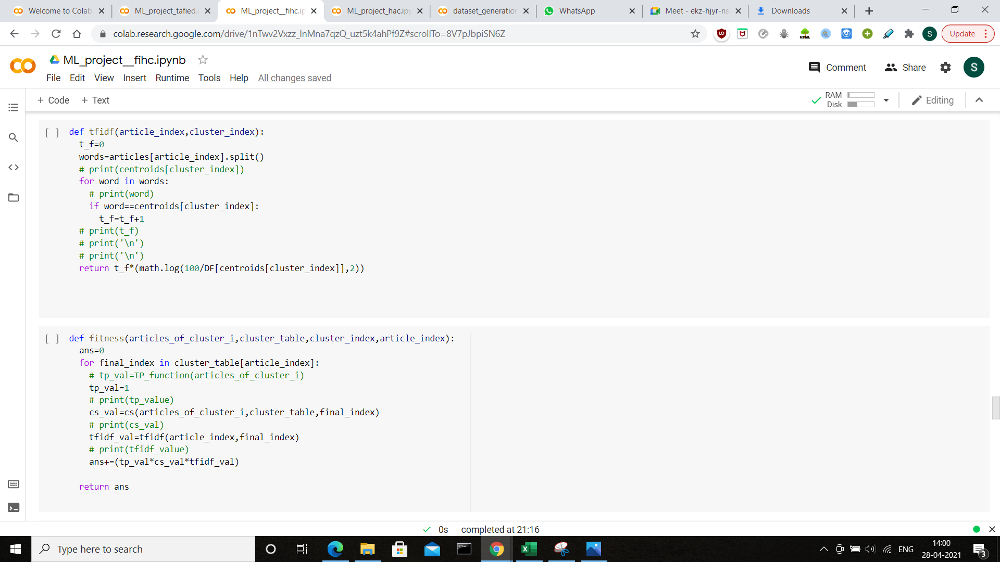 Welcome to Colab
ML_project_tafied.i
ML_project__fihc.ip
ML_project_hac.ipy
dataset_generation
WhatsApp
Meet - ekz-hjyr-ns
Downloads
colab.research.google.com/drive/1nTwv2Vxzz_lnMna7qzQ_uzt5k4ahPf9Z#scrollTo=8V7pJbpiSN6Z
HTML
S
Update
ML_project__fihc.ipynb
Comment
Share
S
File Edit View Insert Runtime Tools Help All changes saved
+ Code + Text
RAM
Disk
Editing
[ ] def tfidf(article_index,cluster_index):
t_f=0
words=articles[article_index].split()
# print(centroids[cluster_index])
for word in words:
# print(word)
if word==centroids[cluster_index]:
t_f=t_f+1
# print(t_f)
# print('\n')
# print('\n')
return t_f*(math.log(100/DF[centroids[cluster_index]],2))
[ ] def fitness(articles_of_cluster_i,cluster_table,cluster_index,article_index):
ans=0
for final_index in cluster_table[article_index]:
# tp_val=TP_function(articles_of_cluster_i)
tp_val=1
# print(tp_value)
cs_val=cs(articles_of_cluster_i,cluster_table,final_index)
# print(cs_val)
tfidf_val=tfidf(article_index,final_index)
# print(tfidf_value)
ans+=(tp_val*cs_val*tfidf_val)
return ans
0s completed at 21:16
Type here to search
ENG
14:00
28-04-2021
3